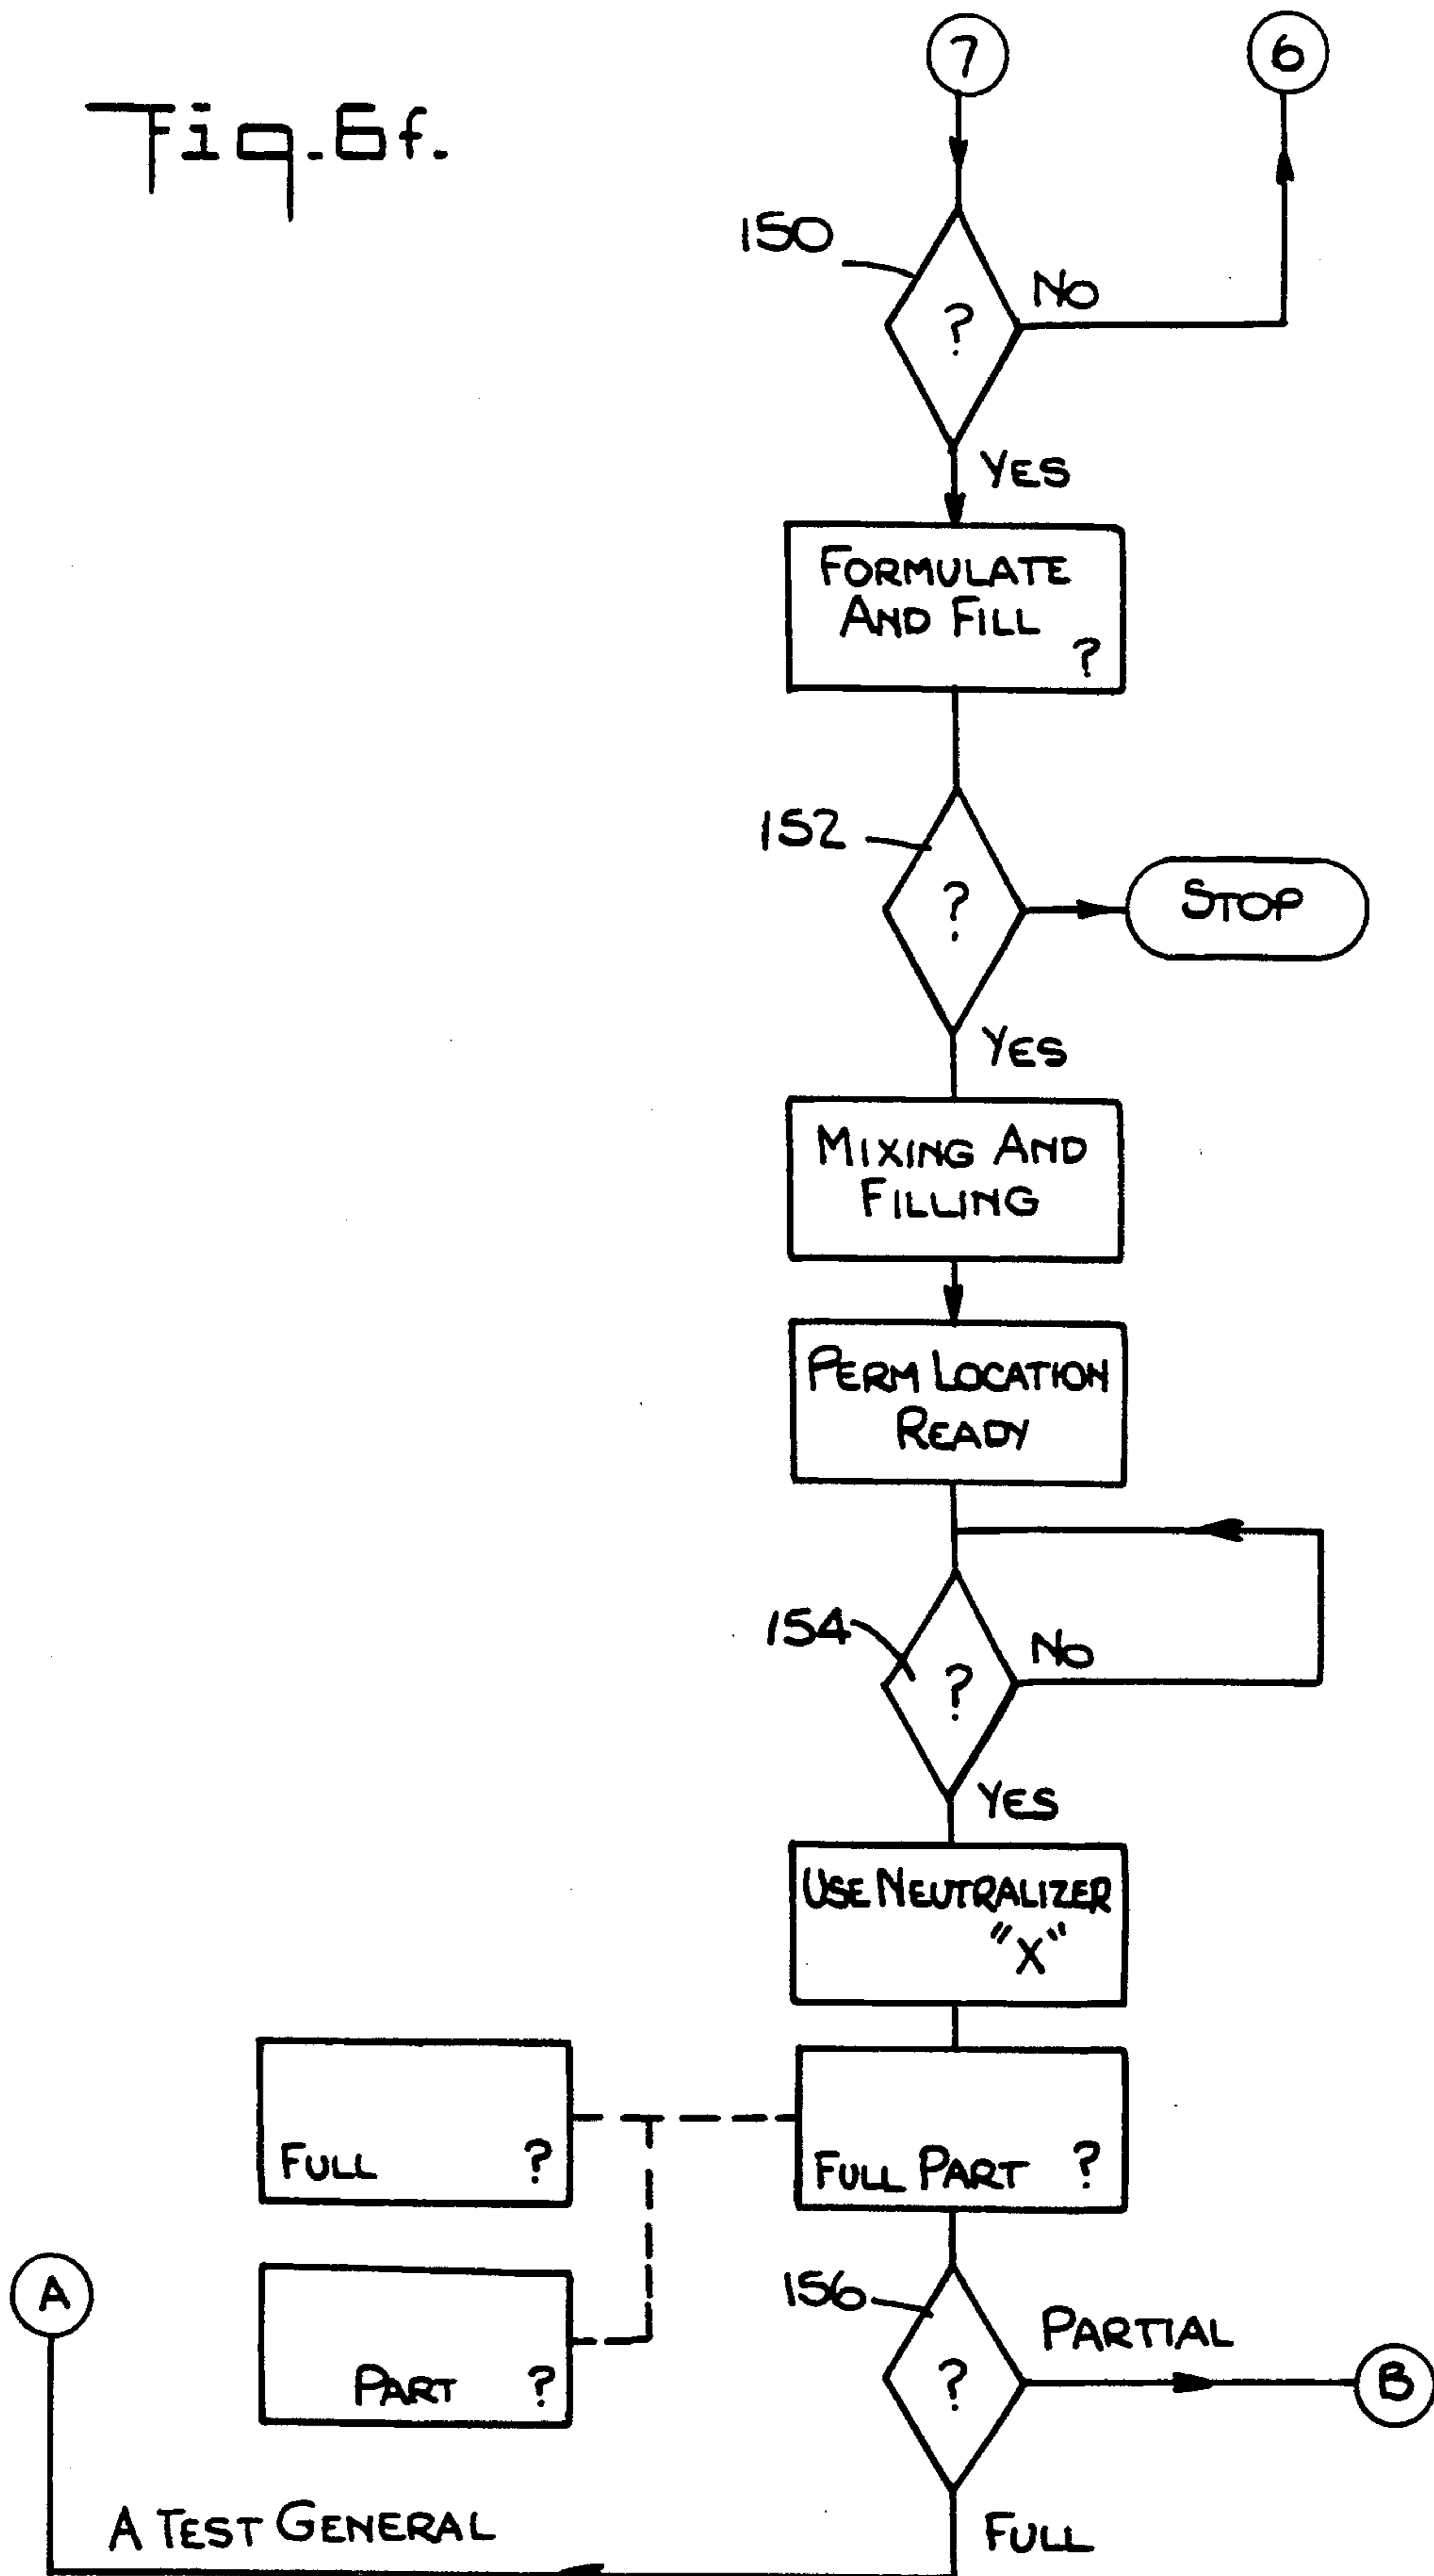 Fig. 6f.
7
6
150
?
No
YES
FORMULATE
AND FILL
?
152
?
STOP
YES
MIXING AND
FILLING
PERM LOCATION
READY
154
?
No
YES
USE NEUTRALIZER
"X"
FULL ?
FULL PART ?
A
156
PARTIAL
PART ?
?
B
A TEST GENERAL
FULL